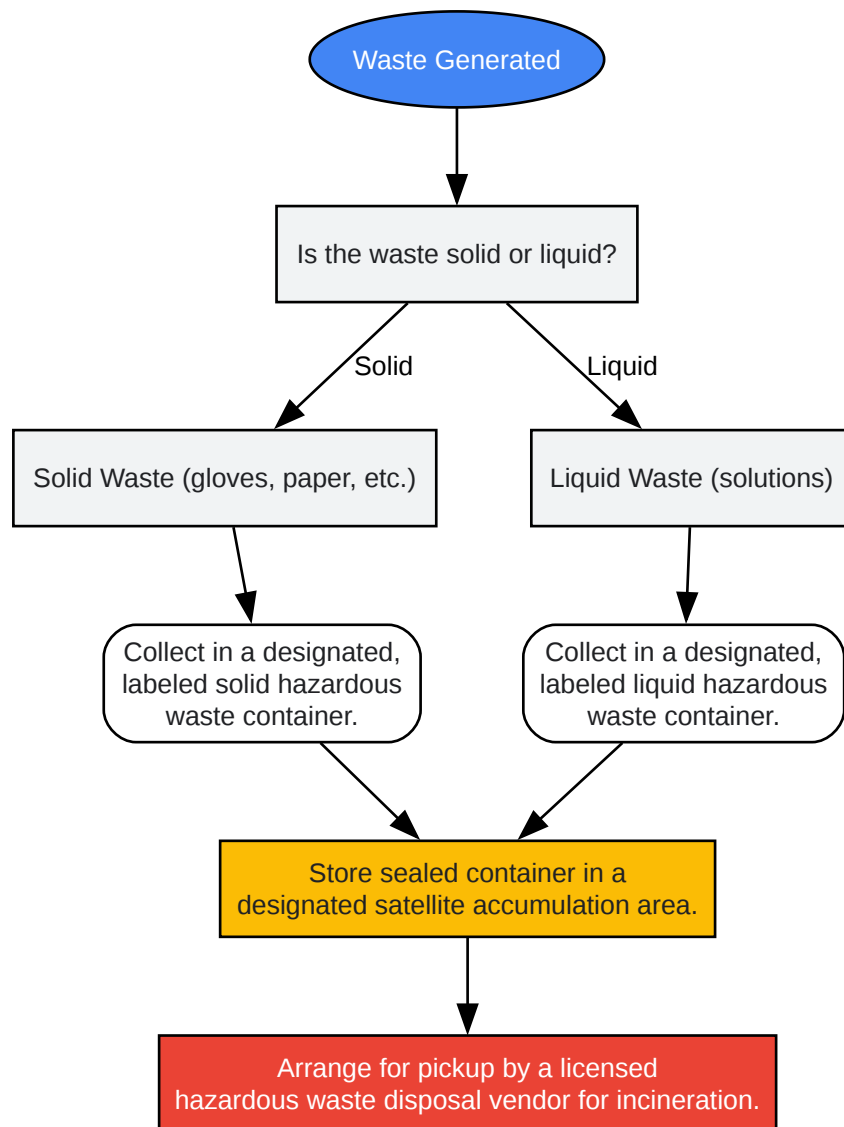 Waste Generated
Is the waste solid or liquid?
Solid
Liquid
Solid Waste (gloves, paper, etc.)
Liquid Waste (solutions)
Collect in a designated,
labeled solid hazardous
waste container.
Collect in a designated,
labeled liquid hazardous
waste container.
Store sealed container in a
designated satellite accumulation area.
Arrange for pickup by a licensed
hazardous waste disposal vendor for incineration.